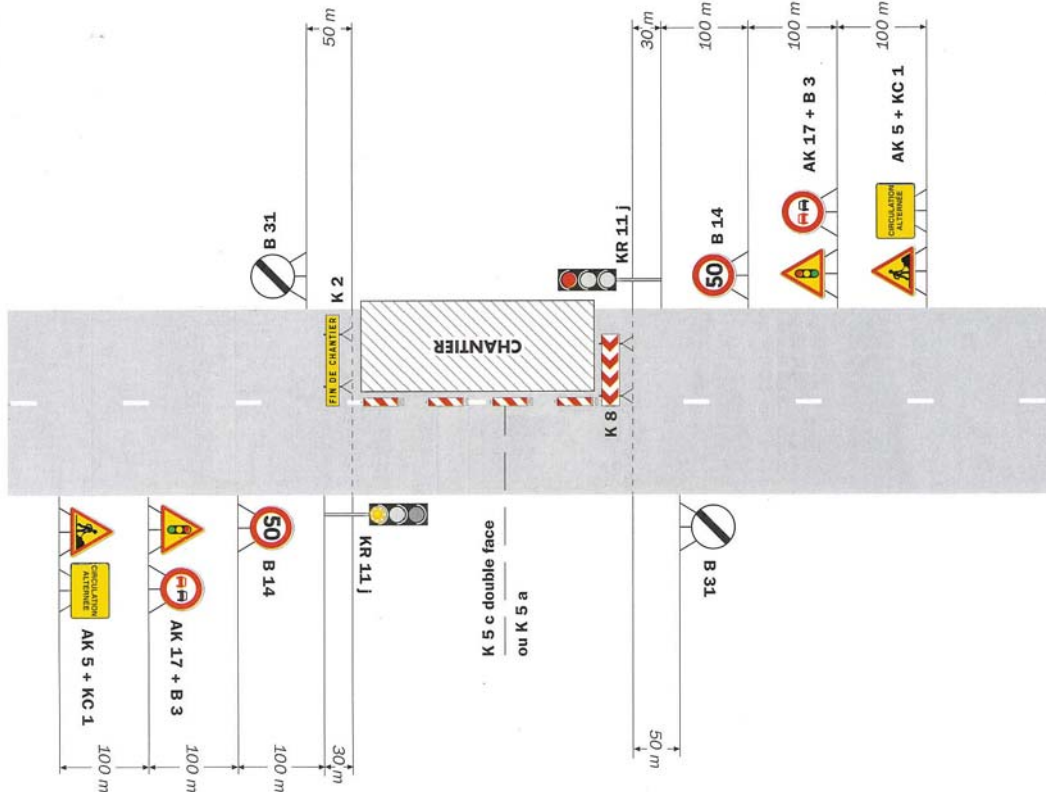 50 m
B 31
K 2
FIN DE CHANTIER
CHANTIER
K 8
KR 11 j
30 m
100 m
100 m
100 m
50
B 14
AK 17 + B 3
CIRCULATION
ALTERNÉE
AK 5 + KC 1
CIRCULATION
ALTERNÉE
AK 5 + KC 1
AK 17 + B 3
50
B 14
KR 11 j
100 m
100 m
100 m
30 m
K 5 c double face
ou K 5 a
B 31
50 m